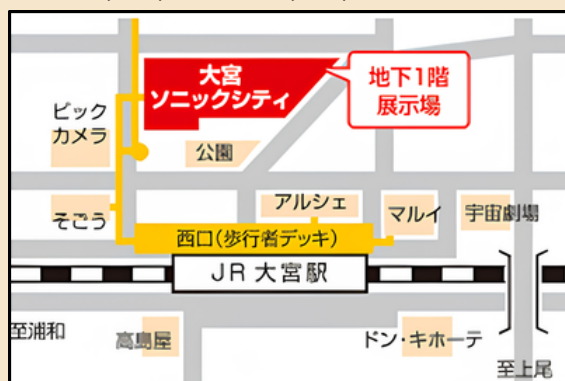 大宮
ソニックシティ
地下1階
展示場
ビック
カメラ
公園
そごう
アルシェ
マルイ
宇宙劇場
西口(歩行者デッキ)
JR 大宮駅
至浦和
高島屋
ドン・キホーテ
至上尾